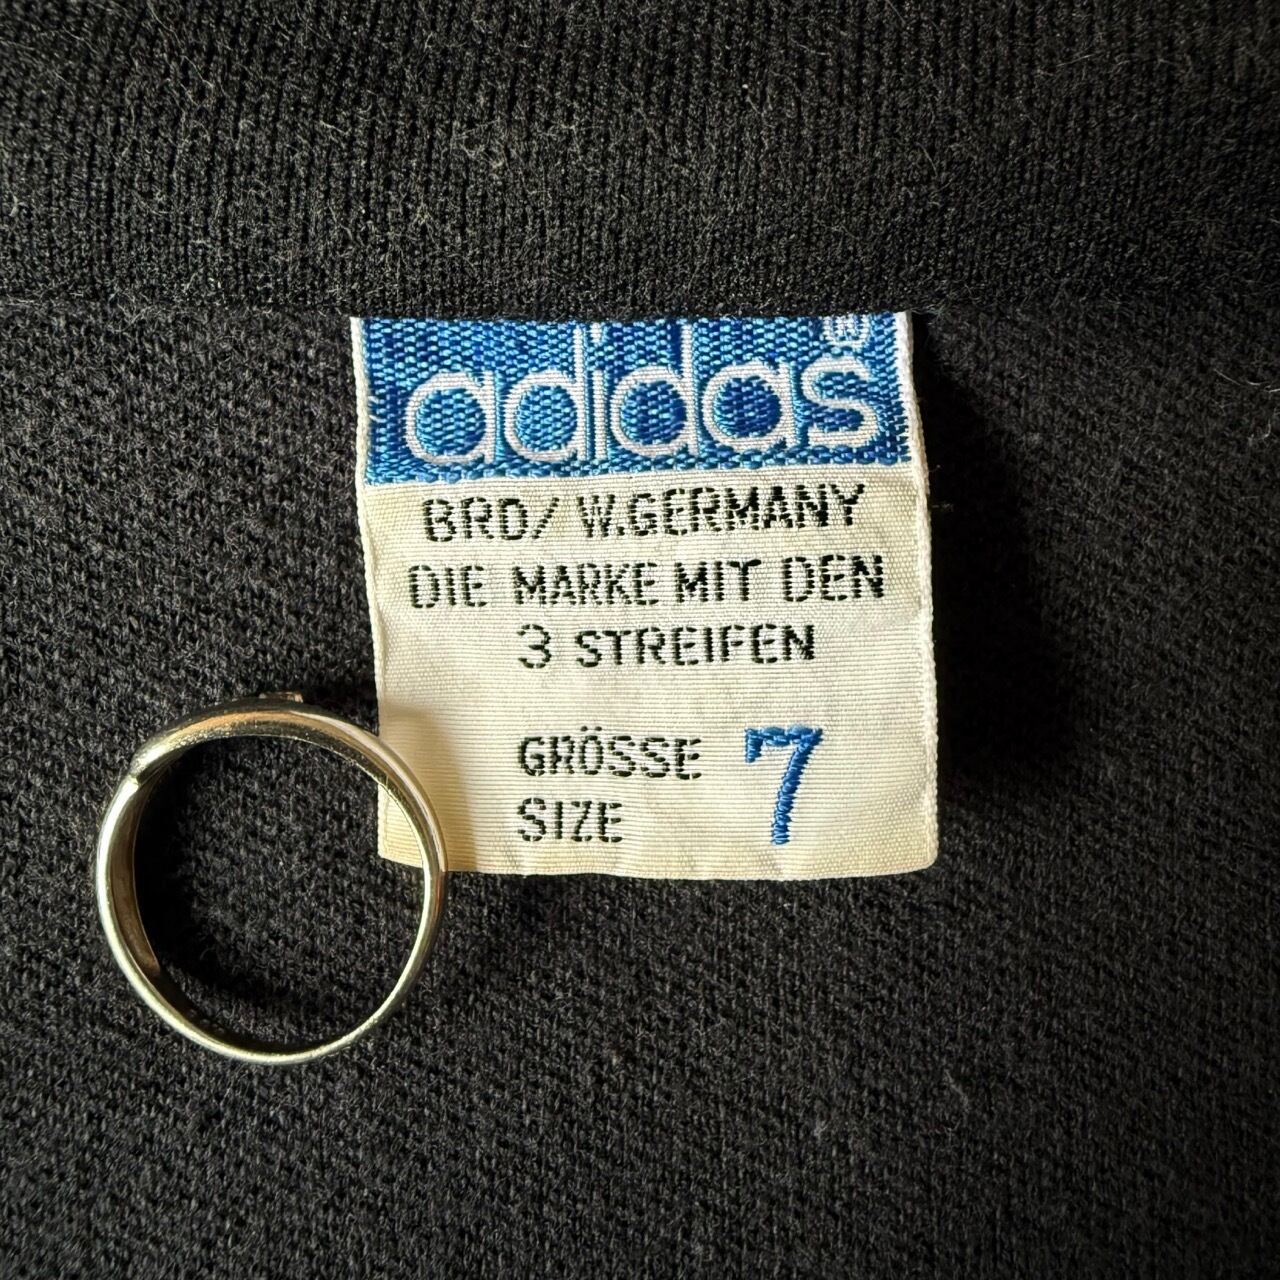 adidas®
BRD/ W.GERMANY
DIE MARKE MIT DEN
3 STREIFEN
GRÖSSE 7
SIZE